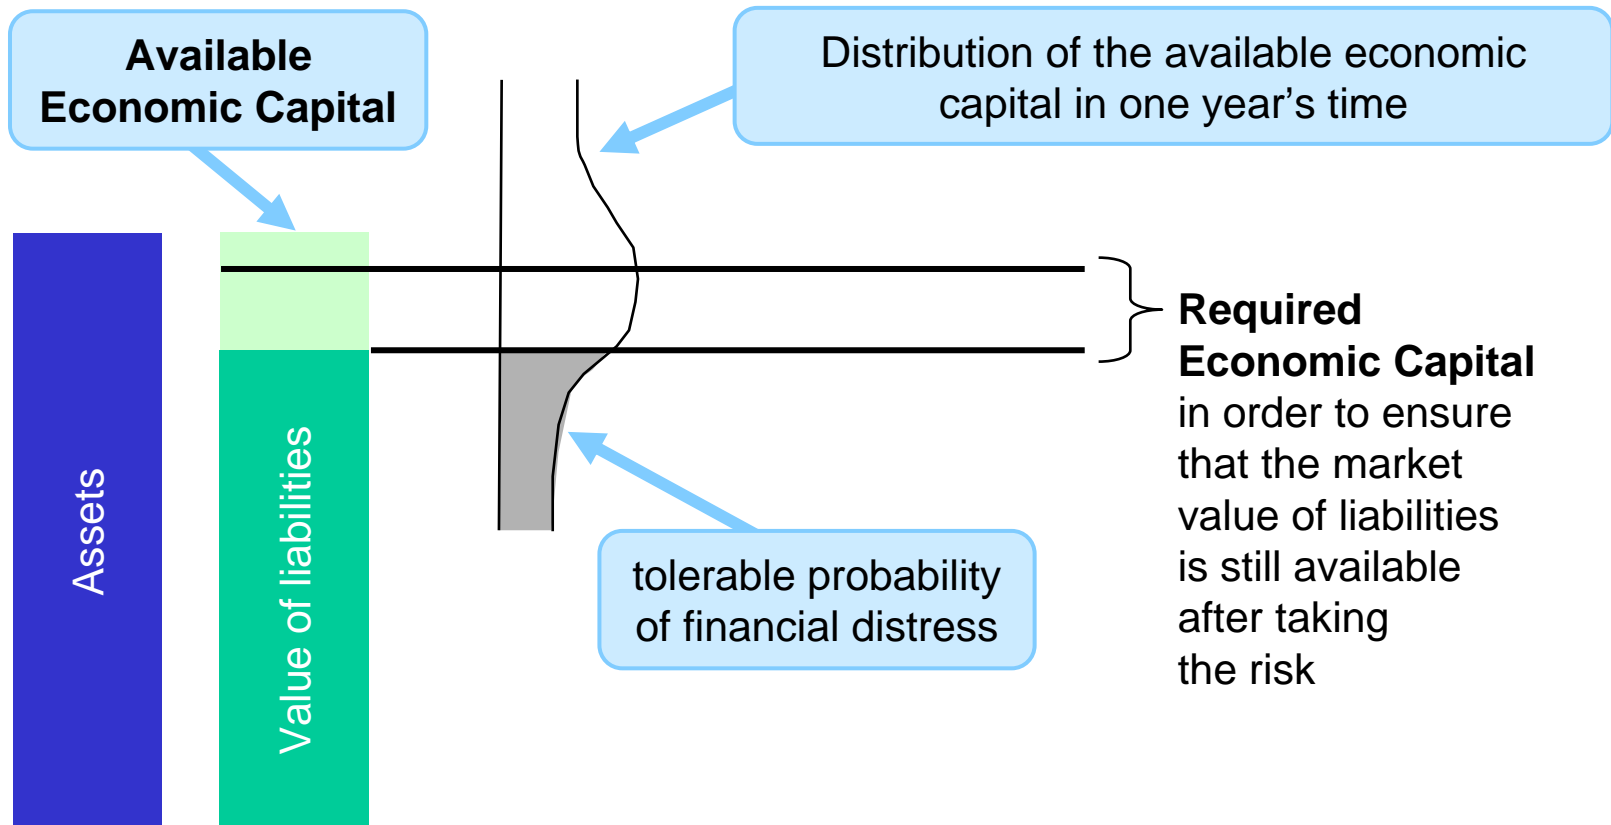 Available
Economic Capital
Distribution of the available economic
capital in one year’s time
Required
Economic Capital
in order to ensure
that the market
value of liabilities
is still available
after taking
the risk
Assets
Value of liabilities
tolerable probability
of financial distress